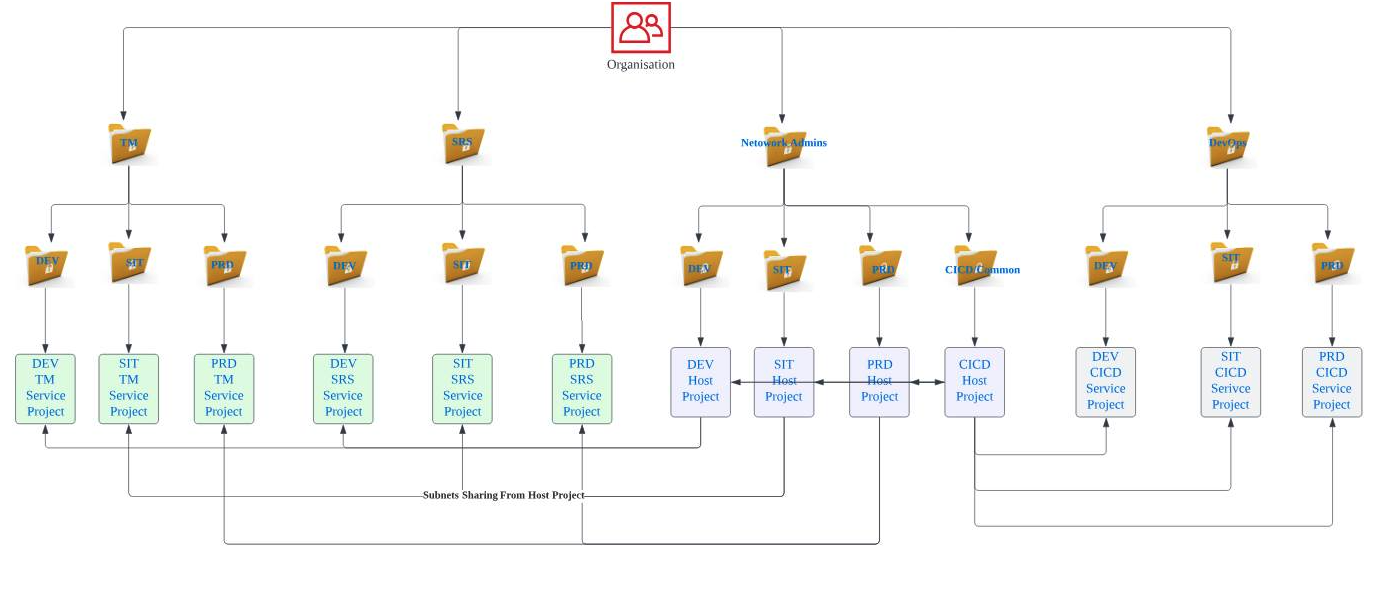 Organisation
TM
SRS
Netowork Admins
DevOps
DEV
SIT
PRD
DEV
SIT
PRD
DEV
SIT
PRD
CICD/Common
DEV
SIT
PRD
DEV
TM
Service
Project
SIT
TM
Service
Project
PRD
TM
Service
Project
DEV
SRS
Service
Project
SIT
SRS
Service
Project
PRD
SRS
Service
Project
DEV
Host
Project
SIT
Host
Project
PRD
Host
Project
CICD
Host
Project
DEV
CICD
Service
Project
SIT
CICD
Serivce
Project
PRD
CICD
Service
Project
Subnets Sharing From Host Project